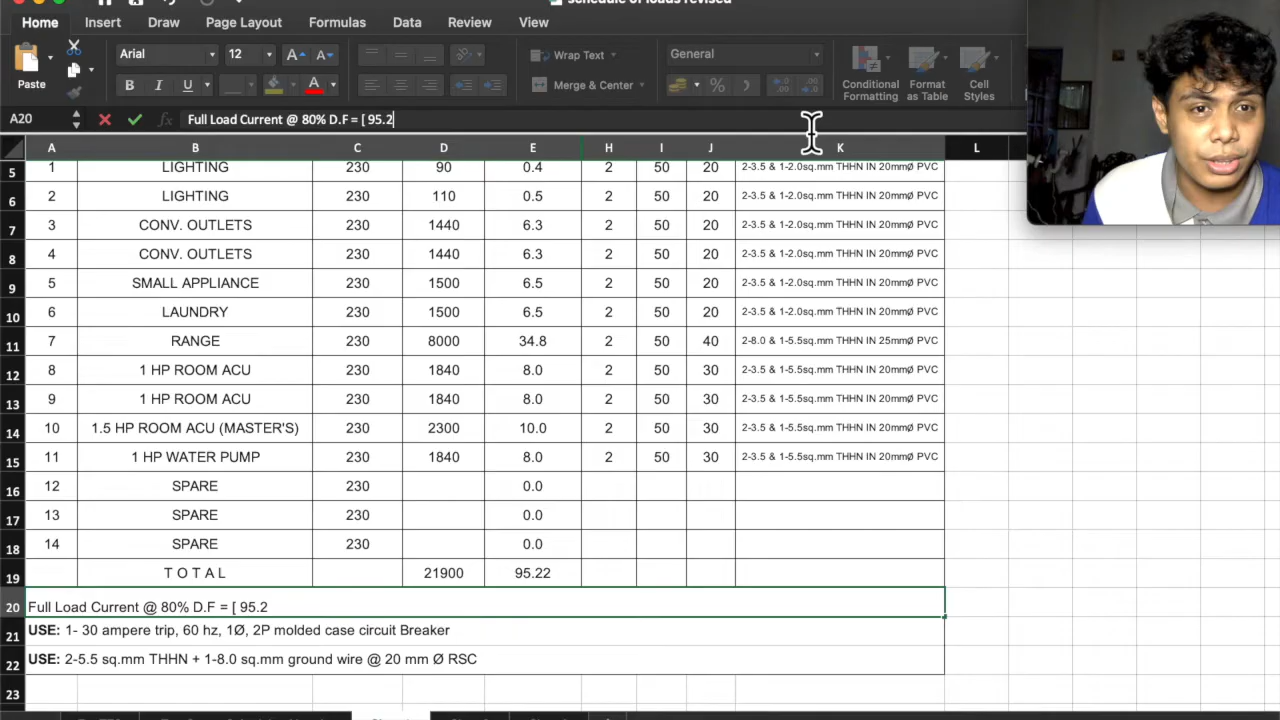 schedule of loads revised
Home Insert Draw Page Layout Formulas Data Review View
Paste
Arial
12
A
A
Wrap Text
General
B I U
A
Merge & Center
Conditional Formatting
Format as Table
Cell Styles
A20
fx
Full Load Current @ 80% D.F = [ 95.2
A B C D E H I J K L
5 1 LIGHTING 230 90 0.4 2 50 20 2-3.5 & 1-2.0sq.mm THHN IN 20mmØ PVC
6 2 LIGHTING 230 110 0.5 2 50 20 2-3.5 & 1-2.0sq.mm THHN IN 20mmØ PVC
7 3 CONV. OUTLETS 230 1440 6.3 2 50 20 2-3.5 & 1-2.0sq.mm THHN IN 20mmØ PVC
8 4 CONV. OUTLETS 230 1440 6.3 2 50 20 2-3.5 & 1-2.0sq.mm THHN IN 20mmØ PVC
9 5 SMALL APPLIANCE 230 1500 6.5 2 50 20 2-3.5 & 1-2.0sq.mm THHN IN 20mmØ PVC
10 6 LAUNDRY 230 1500 6.5 2 50 20 2-3.5 & 1-2.0sq.mm THHN IN 20mmØ PVC
11 7 RANGE 230 8000 34.8 2 50 40 2-8.0 & 1-5.5sq.mm THHN IN 25mmØ PVC
12 8 1 HP ROOM ACU 230 1840 8.0 2 50 30 2-3.5 & 1-5.5sq.mm THHN IN 20mmØ PVC
13 9 1 HP ROOM ACU 230 1840 8.0 2 50 30 2-3.5 & 1-5.5sq.mm THHN IN 20mmØ PVC
14 10 1.5 HP ROOM ACU (MASTER'S) 230 2300 10.0 2 50 30 2-3.5 & 1-5.5sq.mm THHN IN 20mmØ PVC
15 11 1 HP WATER PUMP 230 1840 8.0 2 50 30 2-3.5 & 1-5.5sq.mm THHN IN 20mmØ PVC
16 12 SPARE 230 0.0
17 13 SPARE 230 0.0
18 14 SPARE 230 0.0
19 T O T A L 21900 95.22
20 Full Load Current @ 80% D.F = [ 95.2
21 USE: 1- 30 ampere trip, 60 hz, 1Ø, 2P molded case circuit Breaker
22 USE: 2-5.5 sq.mm THHN + 1-8.0 sq.mm ground wire @ 20 mm Ø RSC
23